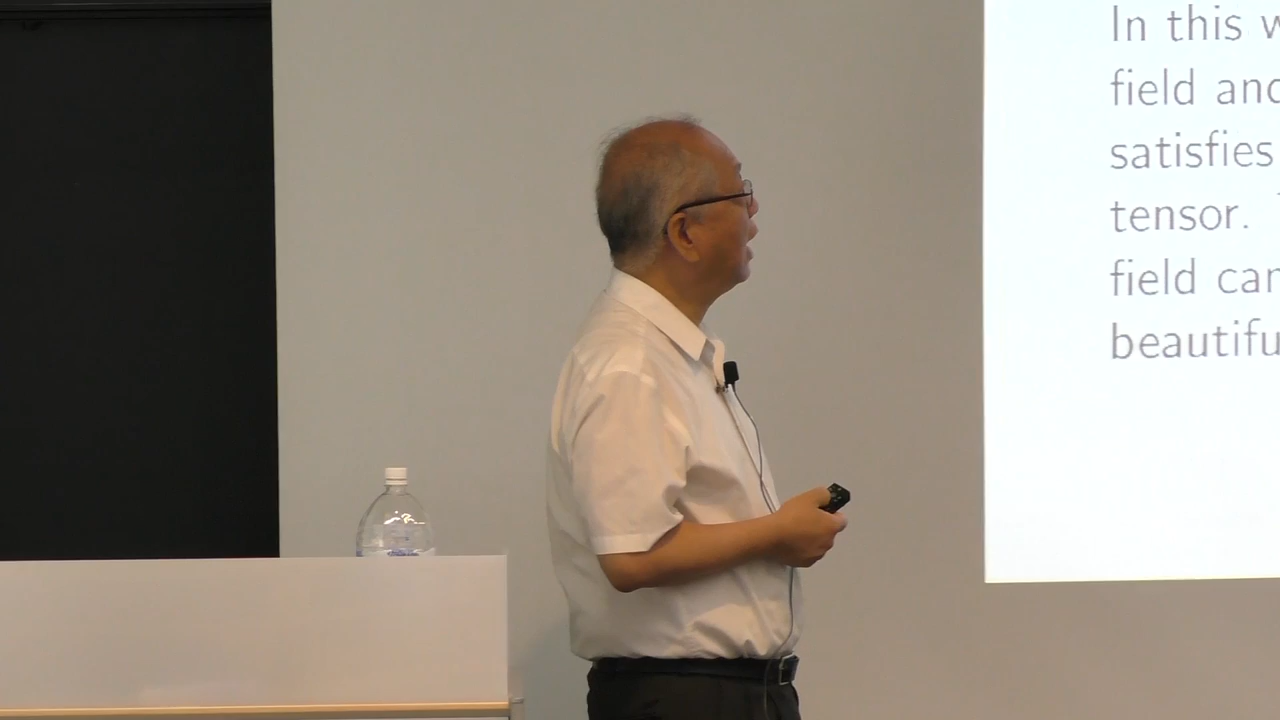 In this
field and
satisfies
tensor.
field can
beautifu